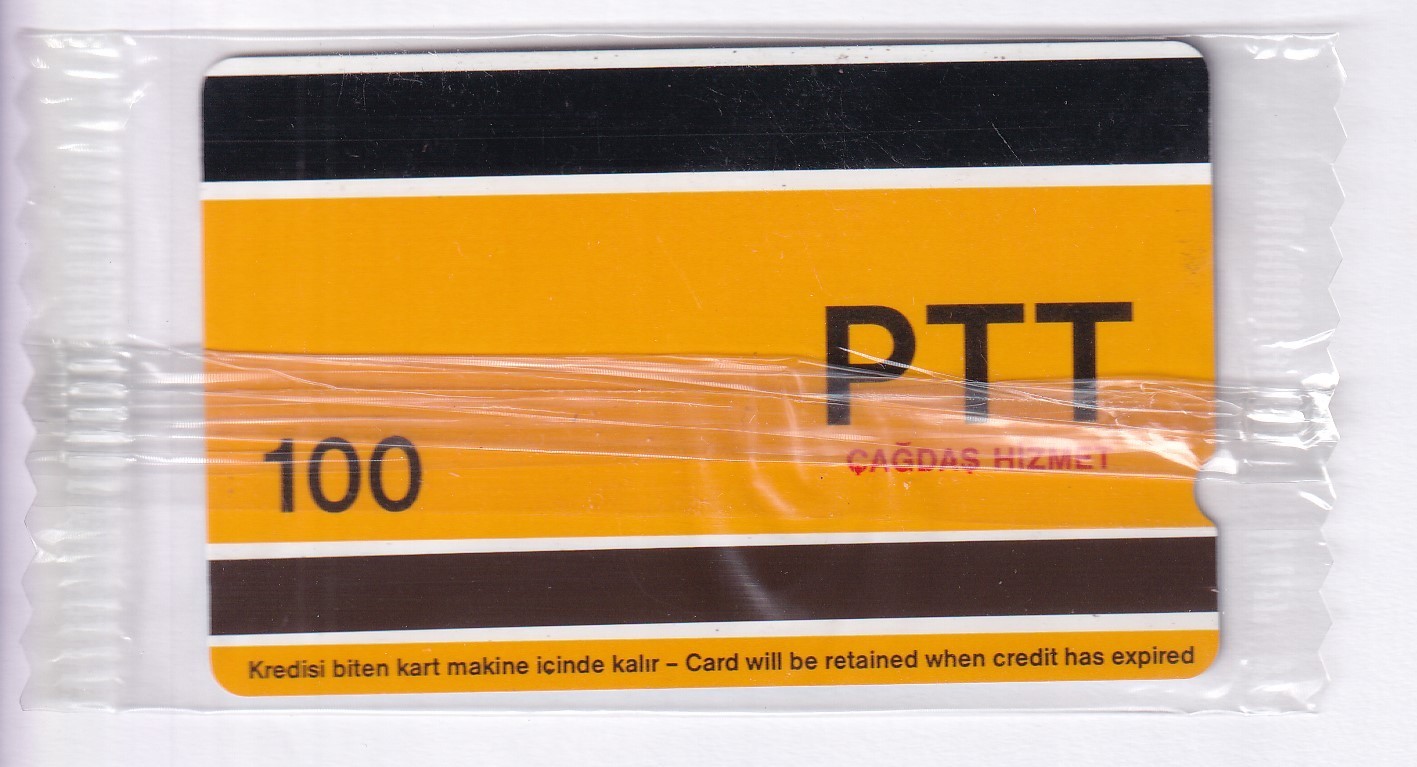 PTT
ÇAĞDAŞ HİZMET
100
Kredisi biten kart makine içinde kalır – Card will be retained when credit has expired